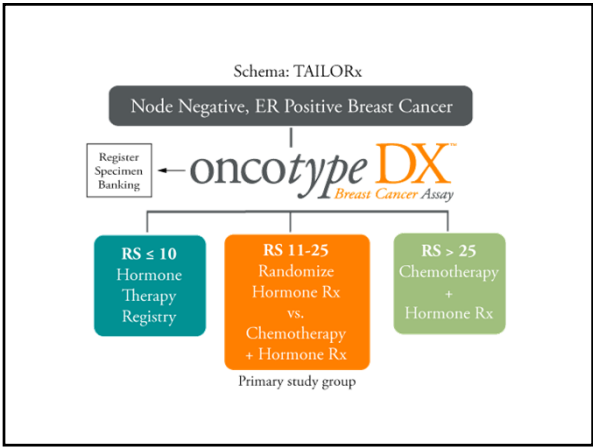 Schema: TAILORx
Node Negative, ER Positive Breast Cancer
Register
Specimen
Banking
oncotype DX™
Breast Cancer Assay
RS ≤ 10
Hormone
Therapy
Registry
RS 11-25
Randomize
Hormone Rx
vs.
Chemotherapy
+ Hormone Rx
RS > 25
Chemotherapy
+
Hormone Rx
Primary study group